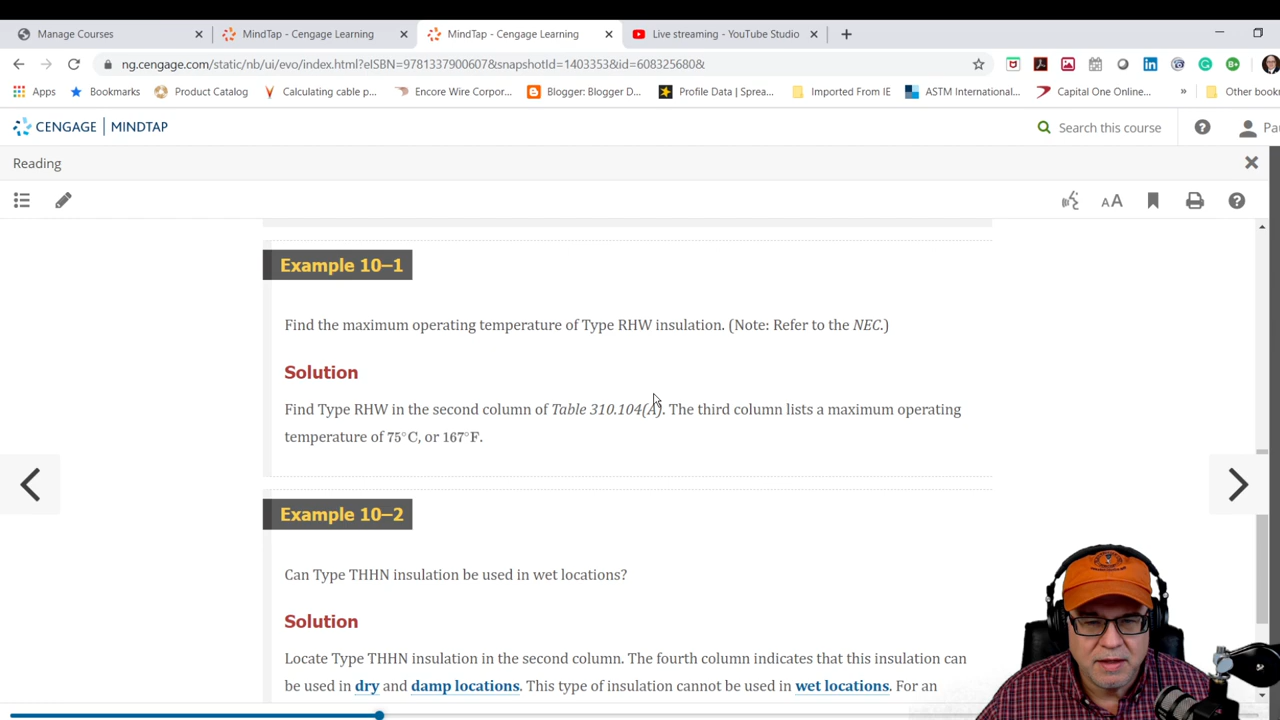 Manage Courses
MindTap - Cengage Learning
MindTap - Cengage Learning
Live streaming - YouTube Studio
ng.cengage.com/static/nb/ui/evo/index.html?eISBN=9781337900607&snapshotId=1403353&id=6083256808&
Apps
Bookmarks
Product Catalog
Calculating cable p...
Encore Wire Corpor...
Blogger: Blogger D...
Profile Data | Sprea...
Imported From IE
ASTM International...
Capital One Online...
»
Other book
CENGAGE | MINDTAP
Search this course
Pa
Reading
AA
Example 10–1
Find the maximum operating temperature of Type RHW insulation. (Note: Refer to the NEC.)
Solution
Find Type RHW in the second column of Table 310.104(A). The third column lists a maximum operating
temperature of 75°C, or 167°F.
Example 10–2
Can Type THHN insulation be used in wet locations?
Solution
Locate Type THHN insulation in the second column. The fourth column indicates that this insulation can
be used in dry and damp locations. This type of insulation cannot be used in wet locations. For an